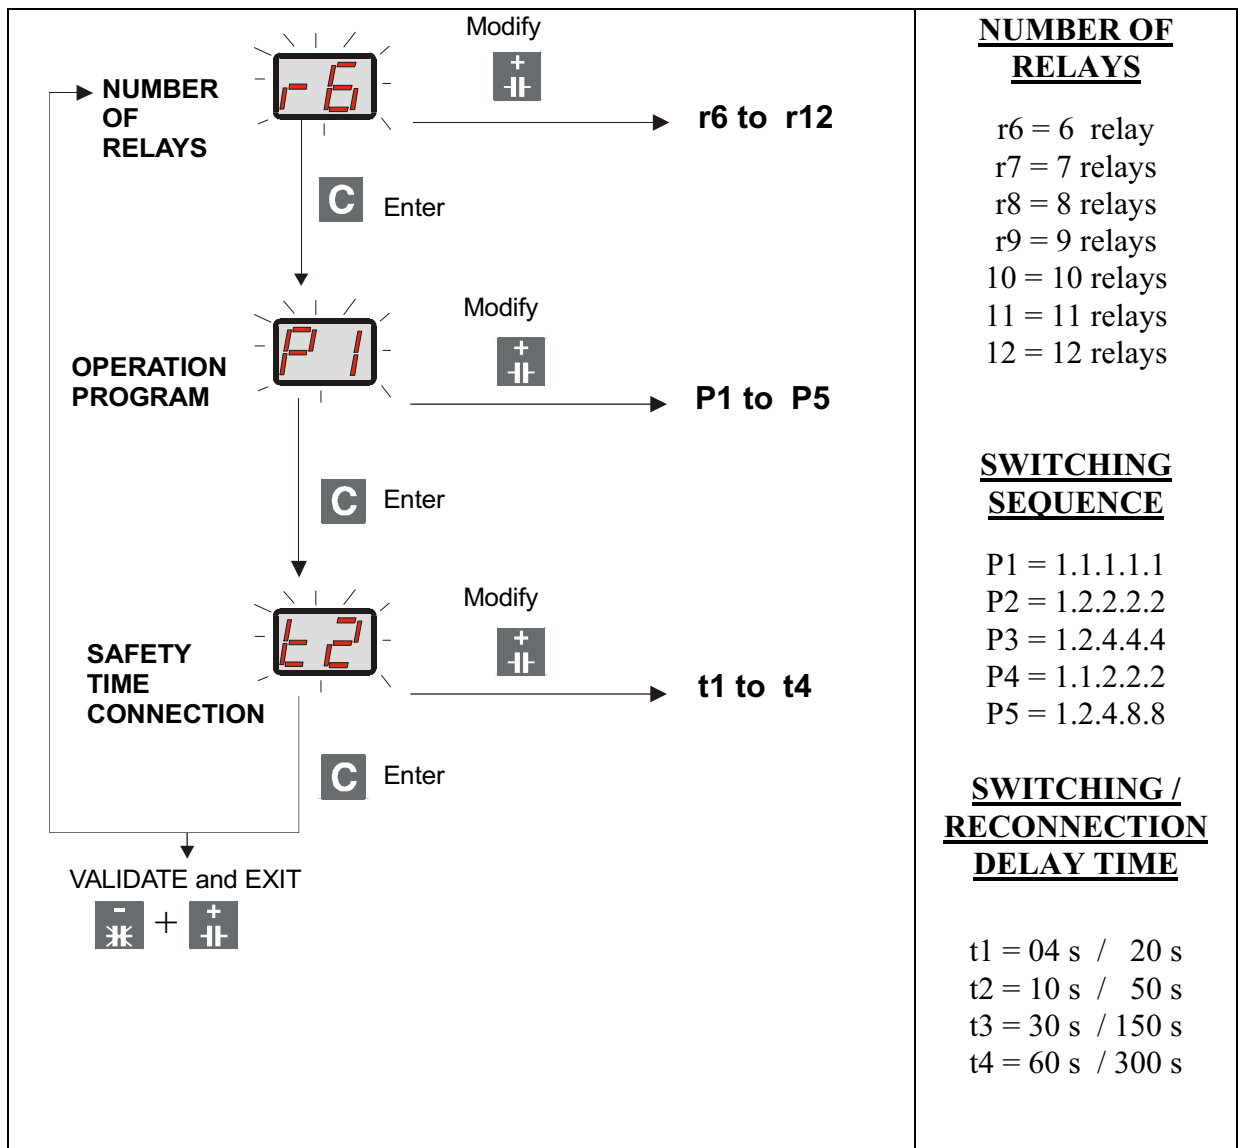 Modify
r6
+
NUMBER
OF
RELAYS
r6 to r12
C Enter
Modify
P1
+
OPERATION
PROGRAM
P1 to P5
C Enter
Modify
t2
+
SAFETY
TIME
CONNECTION
t1 to t4
C Enter
VALIDATE and EXIT
- + +
NUMBER OF
RELAYS
r6 = 6 relay
r7 = 7 relays
r8 = 8 relays
r9 = 9 relays
10 = 10 relays
11 = 11 relays
12 = 12 relays
SWITCHING
SEQUENCE
P1 = 1.1.1.1.1
P2 = 1.2.2.2.2
P3 = 1.2.4.4.4
P4 = 1.1.2.2.2
P5 = 1.2.4.8.8
SWITCHING /
RECONNECTION
DELAY TIME
t1 = 04 s / 20 s
t2 = 10 s / 50 s
t3 = 30 s / 150 s
t4 = 60 s / 300 s